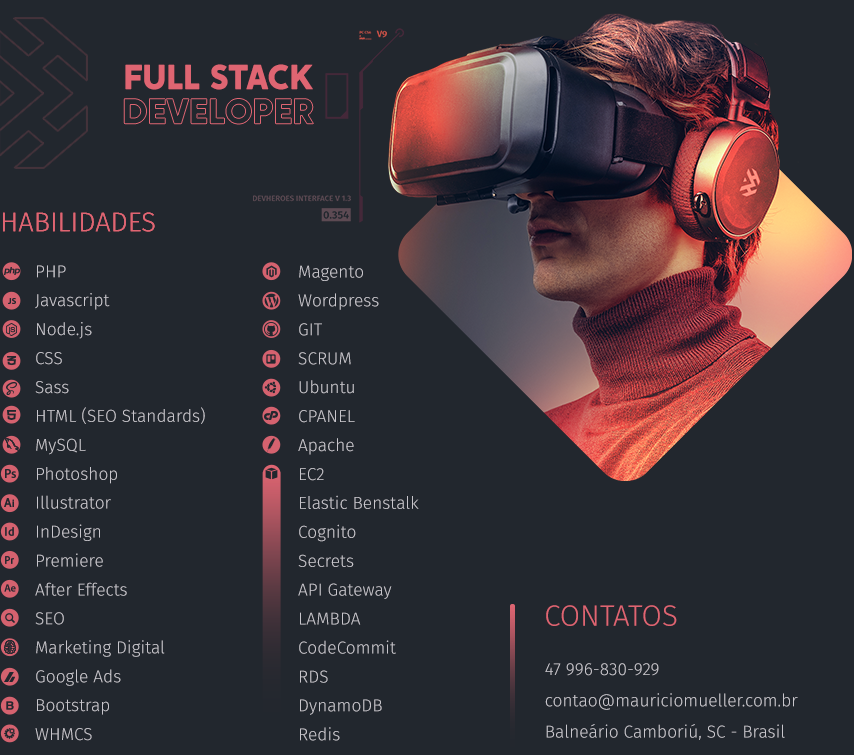 V9
FULL STACK
DEVELOPER
DEVHEROES INTERFACE V 1.3
0.354
HABILIDADES
PHP
Javascript
Node.js
CSS
Sass
HTML (SEO Standards)
MySQL
Photoshop
Illustrator
InDesign
Premiere
After Effects
SEO
Marketing Digital
Google Ads
Bootstrap
WHMCS
Magento
Wordpress
GIT
SCRUM
Ubuntu
CPANEL
Apache
EC2
Elastic Benstalk
Cognito
Secrets
API Gateway
LAMBDA
CodeCommit
RDS
DynamoDB
Redis
CONTATOS
47 996-830-929
contao@mauriciomueller.com.br
Balneário Camboriú, SC - Brasil